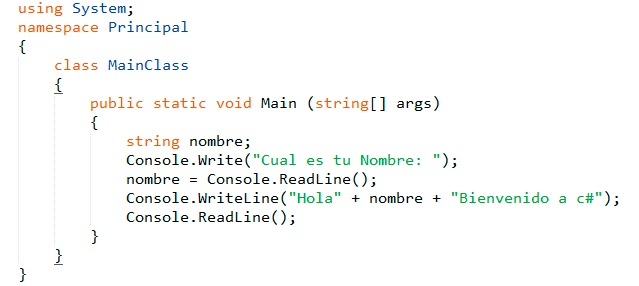 using System;
namespace Principal
{
    class MainClass
    {
        public static void Main (string[] args)
        {
            string nombre;
            Console.Write("Cual es tu Nombre: ");
            nombre = Console.ReadLine();
            Console.WriteLine("Hola" + nombre + "Bienvenido a c#");
            Console.ReadLine();
        }
    }
}